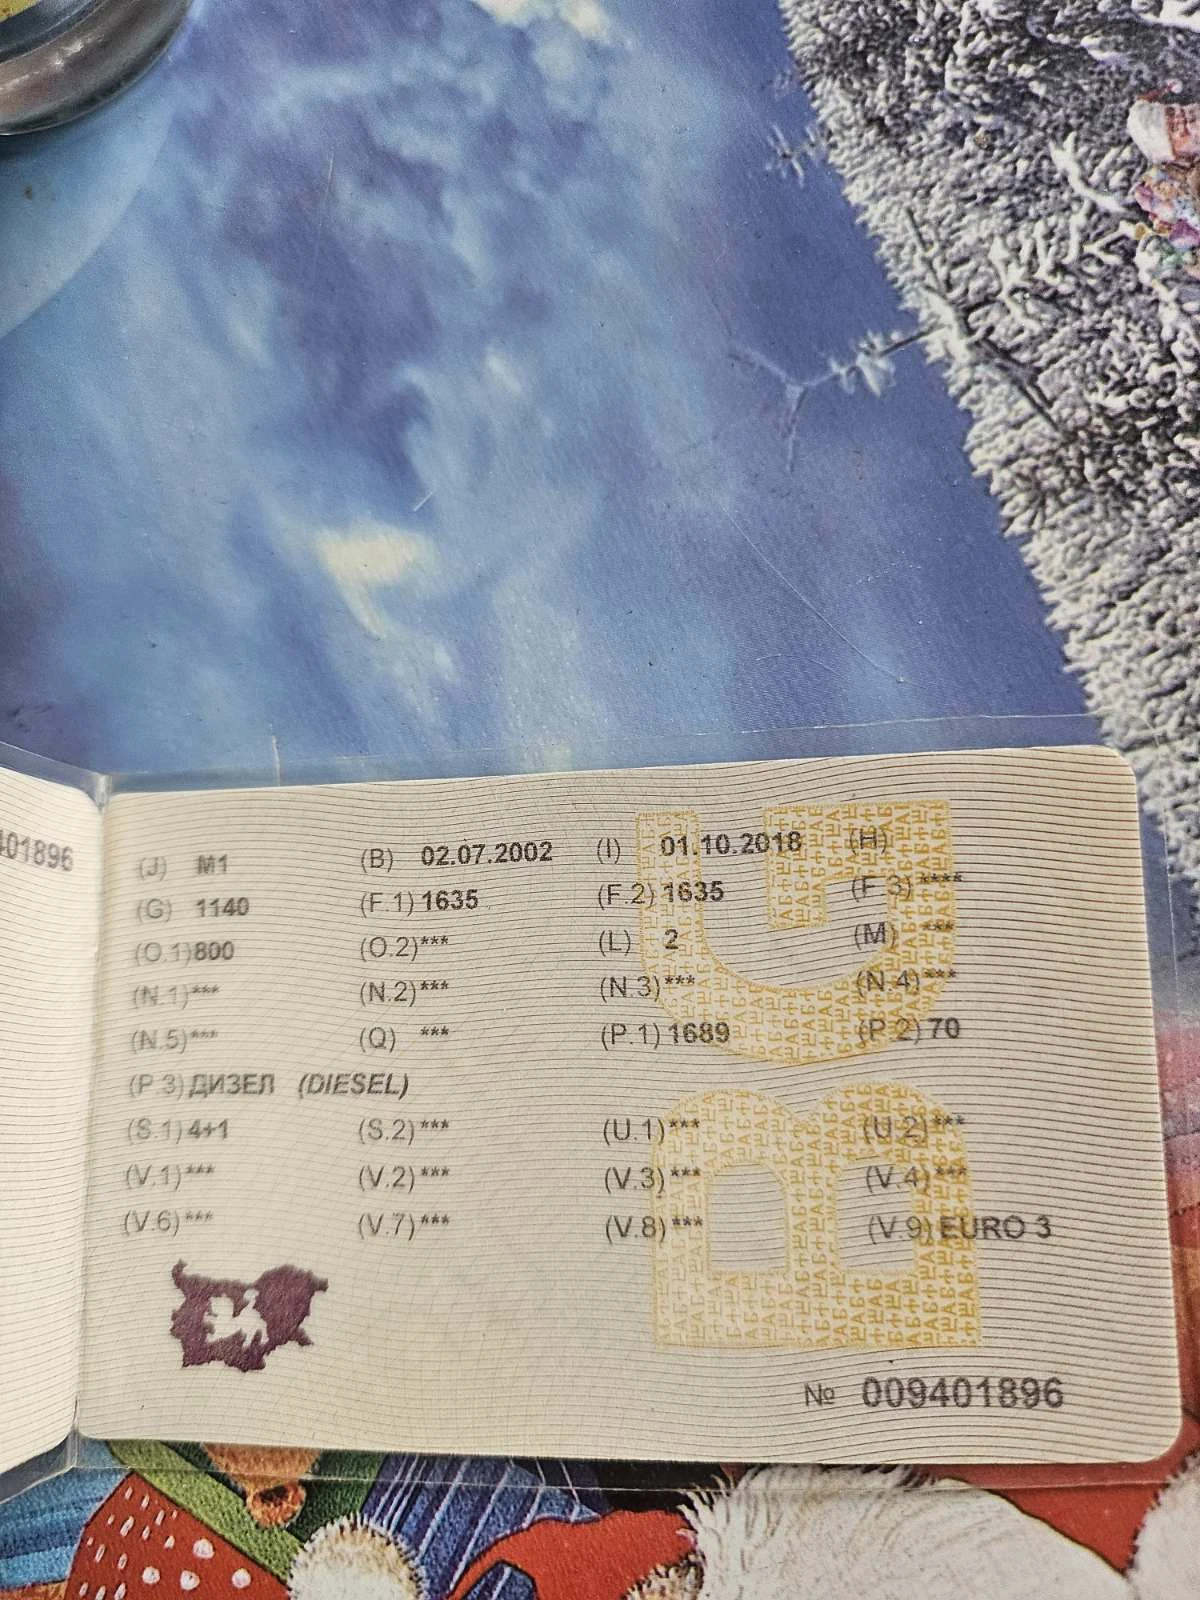 401896
(J) M1 (B) 02.07.2002 (I) 01.10.2018 (H)
(G) 1140 (F.1) 1635 (F.2) 1635 (F.3) ****
(O.1) 800 (O.2) *** (L) 2 (M) ***
(N.1) *** (N.2) *** (N.3) *** (N.4) ***
(N.5) *** (Q) *** (P.1) 1689 (P.2) 70
(P.3) ДИЗЕЛ (DIESEL)
(S.1) 4+1 (S.2) *** (U.1) *** (U.2) ***
(V.1) *** (V.2) *** (V.3) *** (V.4) ***
(V.6) *** (V.7) *** (V.8) *** (V.9) EURO 3
№ 009401896